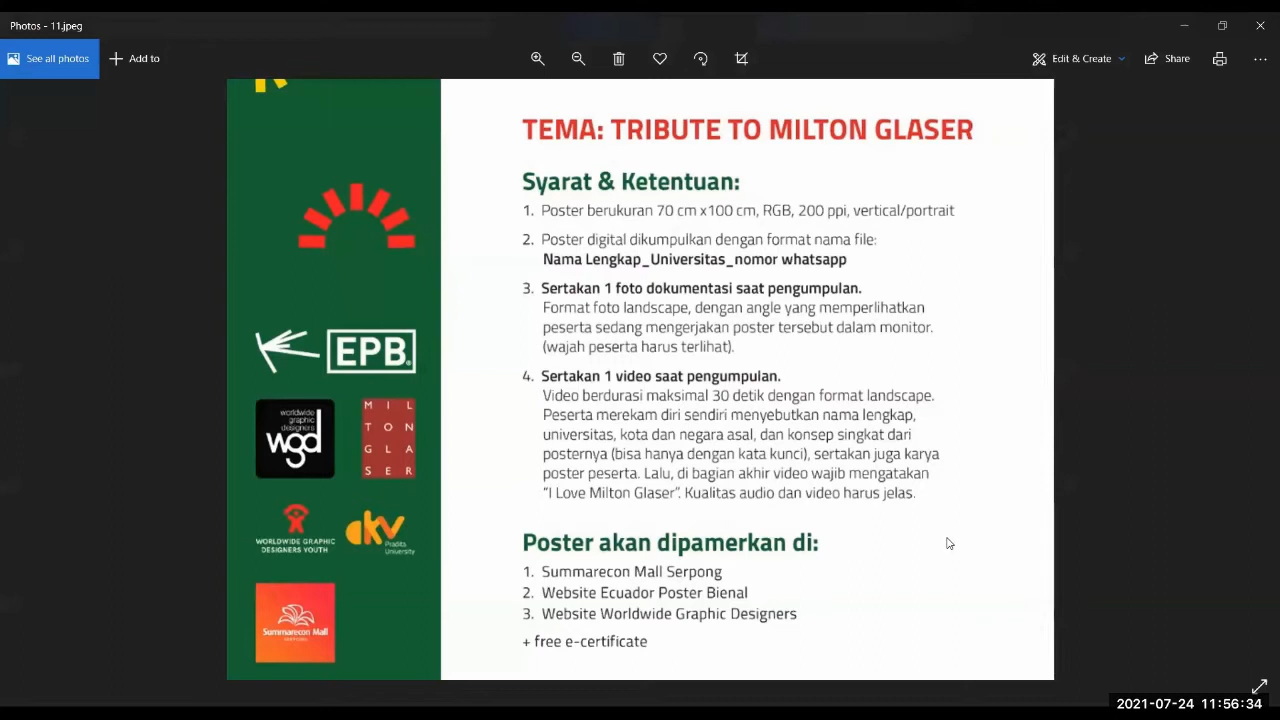 Photos - 11.jpeg
See all photos
Add to
Edit & Create
Share
TEMA: TRIBUTE TO MILTON GLASER
Syarat & Ketentuan:
1. Poster berukuran 70 cm x100 cm, RGB, 200 ppi, vertical/portrait
2. Poster digital dikumpulkan dengan format nama file:
Nama Lengkap_Universitas_nomor whatsapp
3. Sertakan 1 foto dokumentasi saat pengumpulan.
Format foto landscape, dengan angle yang memperlihatkan
peserta sedang mengerjakan poster tersebut dalam monitor.
(wajah peserta harus terlihat).
4. Sertakan 1 video saat pengumpulan.
Video berdurasi maksimal 30 detik dengan format landscape.
Peserta merekam diri sendiri menyebutkan nama lengkap,
universitas, kota dan negara asal, dan konsep singkat dari
posternya (bisa hanya dengan kata kunci), sertakan juga karya
poster peserta. Lalu, di bagian akhir video wajib mengatakan
“I Love Milton Glaser”. Kualitas audio dan video harus jelas.
Poster akan dipamerkan di:
1. Summarecon Mall Serpong
2. Website Ecuador Poster Bienal
3. Website Worldwide Graphic Designers
+ free e-certificate
EPB®
worldwide
graphic
designers
wgd
M I L
T O N
G L A
S E R
WORLDWIDE GRAPHIC
DESIGNERS YOUTH
dkv
Pradita
University
Summarecon Mall
2021-07-24 11:56:34